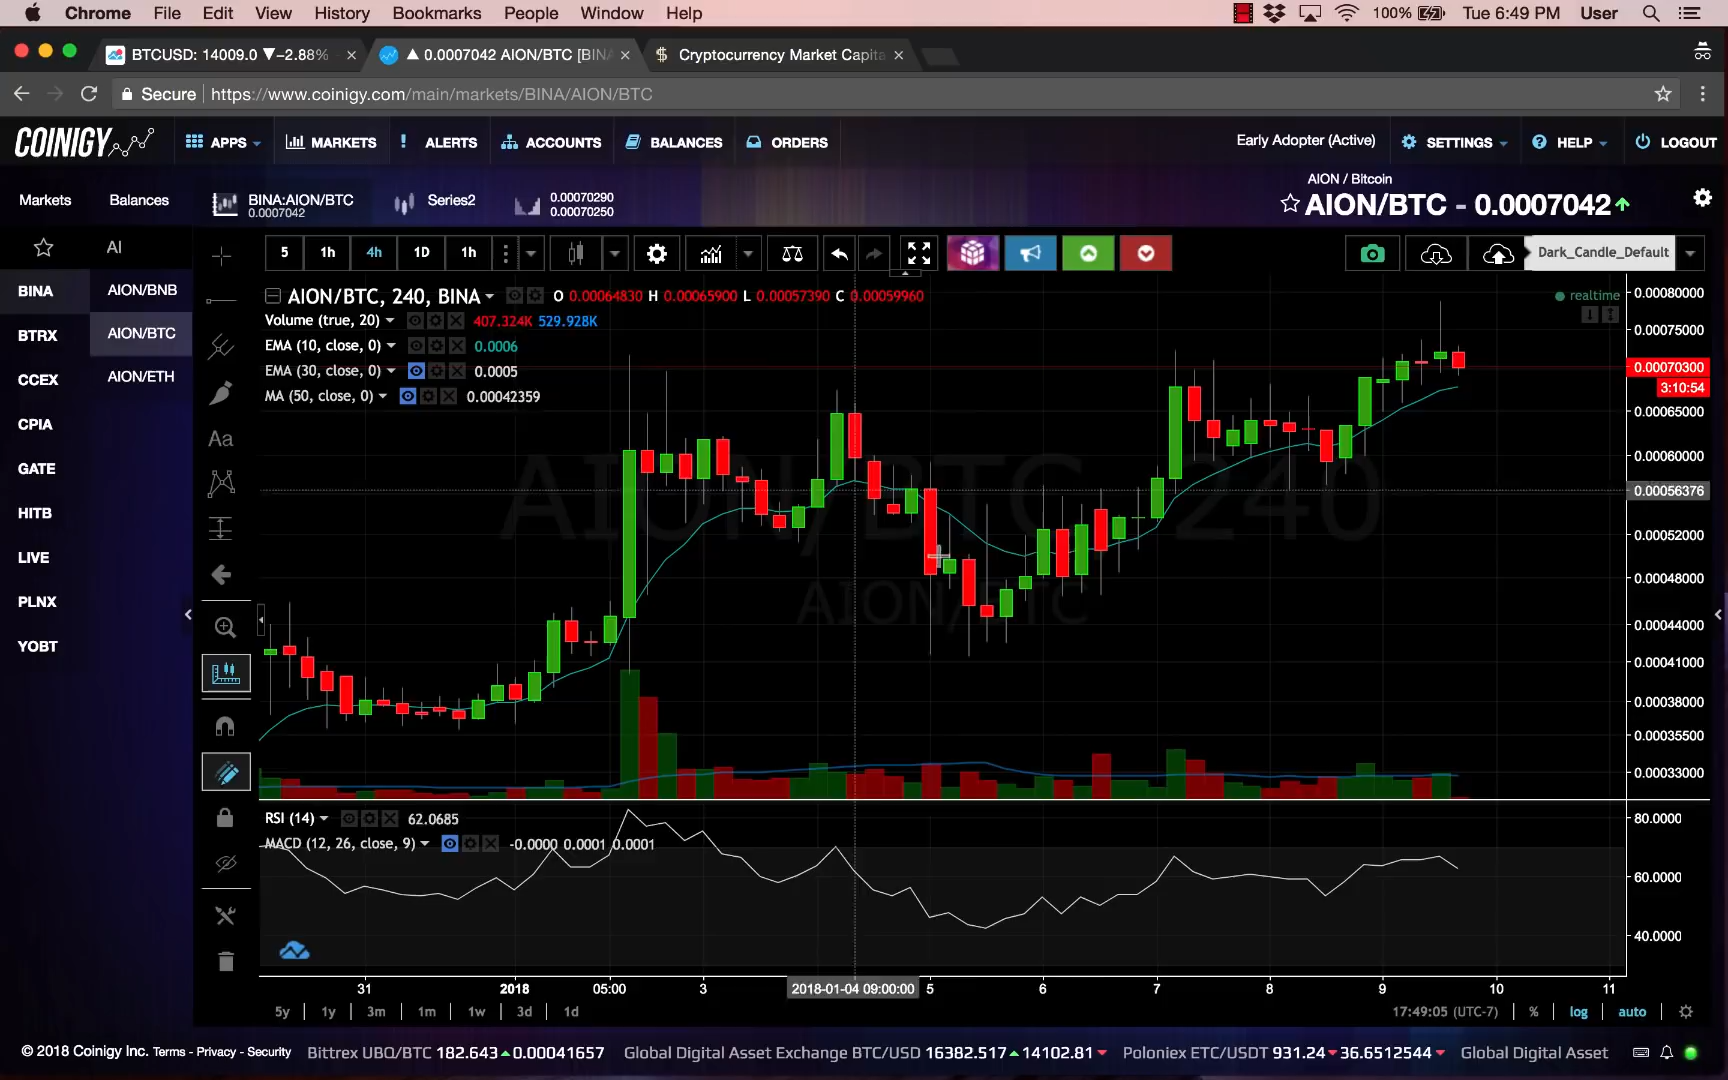 Chrome File Edit View History Bookmarks People Window Help 100% Tue 6:49 PM User
BTCUSD: 14009.0 ▼−2.88% × ▲ 0.0007042 AION/BTC [BINA × $ Cryptocurrency Market Capita ×
Secure https://www.coinigy.com/main/markets/BINA/AION/BTC
COINIGY APPS MARKETS ! ALERTS ACCOUNTS BALANCES ORDERS Early Adopter (Active) SETTINGS HELP LOGOUT
AION / Bitcoin
Markets Balances BINA:AION/BTC Series2 0.00070290
0.0007042 0.00070250
AION/BTC - 0.0007042
AI
5 1h 4h 1D 1h Dark_Candle_Default
BINA AION/BNB
BTRX AION/BTC
CCEX AION/ETH
CPIA
GATE
HITB
LIVE
PLNX
YOBT
Aa
AION/BTC, 240, BINA O 0.00064830 H 0.00065900 L 0.00057390 C 0.00059960
realtime
Volume (true, 20) 407.324K 529.928K
EMA (10, close, 0) 0.0006
EMA (30, close, 0) 0.0005
MA (50, close, 0) 0.00042359
AION/BTC, 240
AION/BTC
0.00080000
0.00075000
0.00070300
3:10:54
0.00065000
0.00060000
0.00056376
0.00052000
0.00048000
0.00044000
0.00041000
0.00038000
0.00035500
0.00033000
RSI (14) 62.0685
MACD (12, 26, close, 9) -0.0000 0.0001 0.0001
80.0000
60.0000
40.0000
31 2018 05:00 3 2018-01-04 09:00:00 5 6 7 8 9 10 11
5y 1y 3m 1m 1w 3d 1d 17:49:05 (UTC-7) % log auto
© 2018 Coinigy Inc. Terms - Privacy - Security Bittrex UBQ/BTC 182.643 0.00041657 Global Digital Asset Exchange BTC/USD 16382.517 14102.81 Poloniex ETC/USDT 931.24 36.6512544 Global Digital Asset